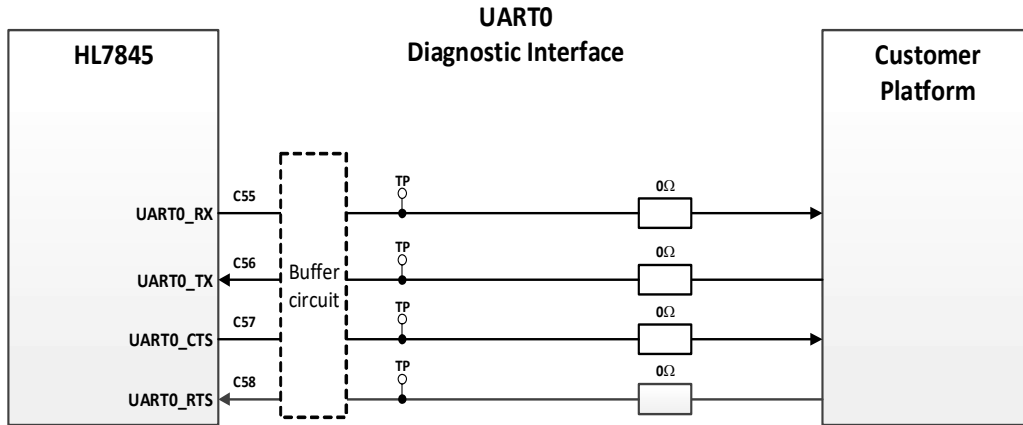 UART0
Diagnostic Interface
HL7845
Customer
Platform
C55
TP
0Ω
UART0_RX
C56
TP
0Ω
UART0_TX
Buffer
circuit
C57
TP
0Ω
UART0_CTS
C58
TP
0Ω
UART0_RTS